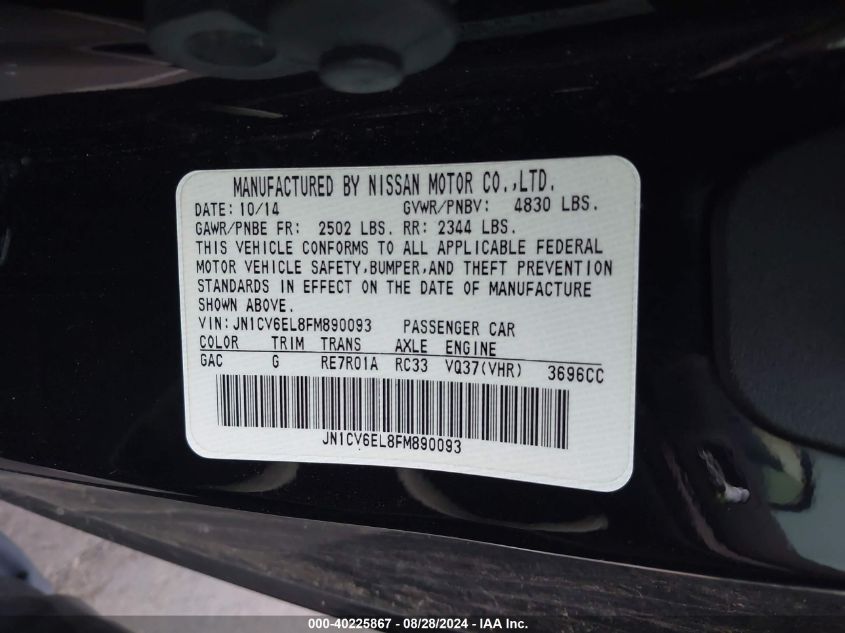 MANUFACTURED BY NISSAN MOTOR CO.,LTD.
DATE: 10/14 GVWR/PNBV: 4830 LBS.
GAWR/PNBE FR: 2502 LBS. RR: 2344 LBS.
THIS VEHICLE CONFORMS TO ALL APPLICABLE FEDERAL
MOTOR VEHICLE SAFETY,BUMPER,AND THEFT PREVENTION
STANDARDS IN EFFECT ON THE DATE OF MANUFACTURE
SHOWN ABOVE.
VIN:JN1CV6EL8FM890093 PASSENGER CAR
COLOR TRIM TRANS AXLE ENGINE
GAC G RE7R01A RC33 VQ37(VHR) 3696CC
JN1CV6EL8FM890093
000-40225867 - 08/28/2024 - IAA Inc.